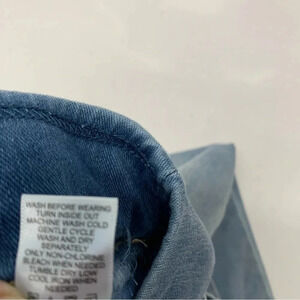 WASH BEFORE WEARING
TURN INSIDE OUT
MACHINE WASH COLD
GENTLE CYCLE
WASH AND DRY
SEPARATELY
ONLY NON-CHLORINE
BLEACH WHEN NEEDED
TUMBLE DRY LOW
COOL IRON WHEN
NEEDED